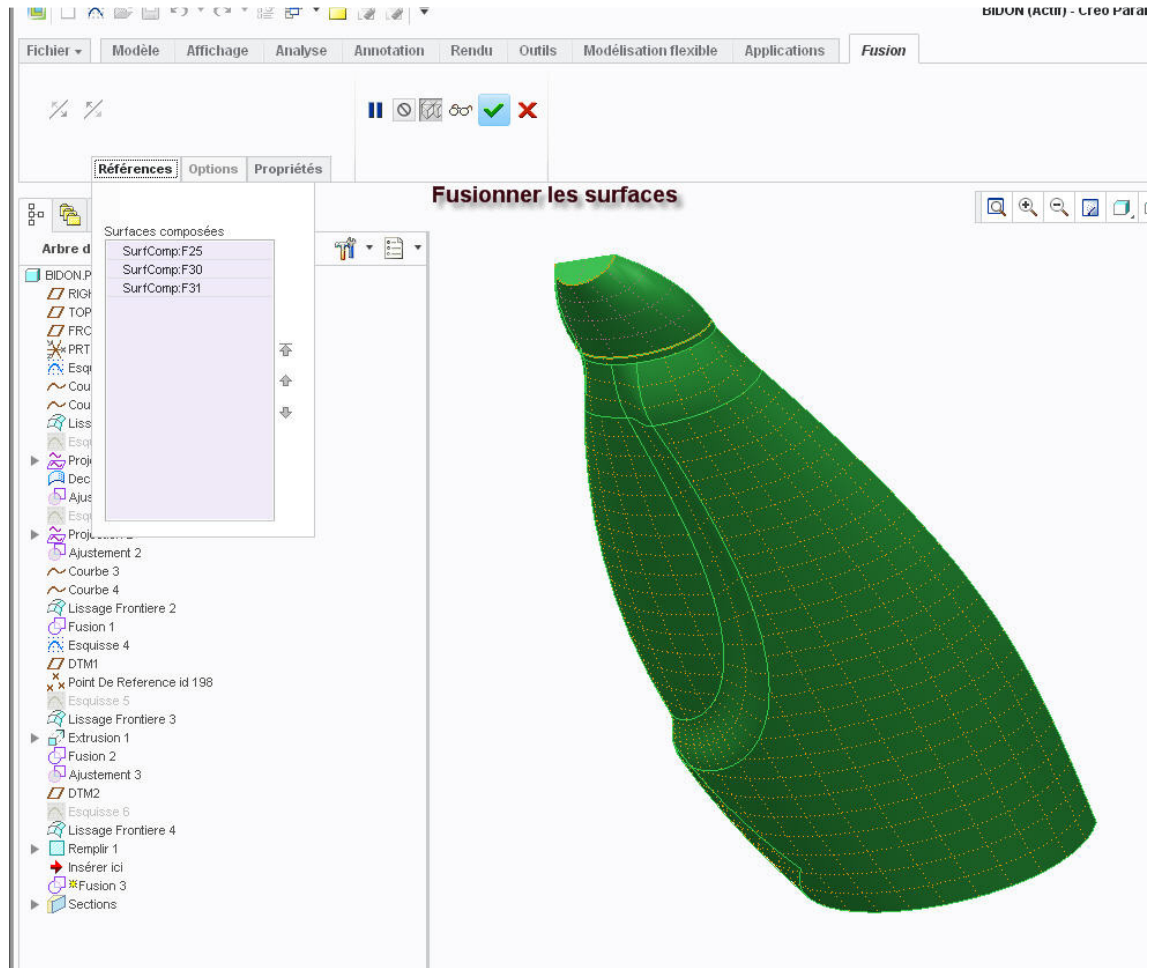 BIDON (Actif) - Creo Paran
Fichier Modèle Affichage Analyse Annotation Rendu Outils Modélisation flexible Applications Fusion
Références Options Propriétés
Fusionner les surfaces
Surfaces composées
SurfComp:F25
SurfComp:F30
SurfComp:F31
Arbre d
BIDON.P
RIGH
TOP
FRO
PRT
Esqu
Cou
Cou
Liss
Esqu
Proje
Dec
Ajus
Esqu
Projection 2
Ajustement 2
Courbe 3
Courbe 4
Lissage Frontiere 2
Fusion 1
Esquisse 4
DTM1
Point De Reference id 198
Esquisse 5
Lissage Frontiere 3
Extrusion 1
Fusion 2
Ajustement 3
DTM2
Esquisse 6
Lissage Frontiere 4
Remplir 1
Insérer ici
Fusion 3
Sections